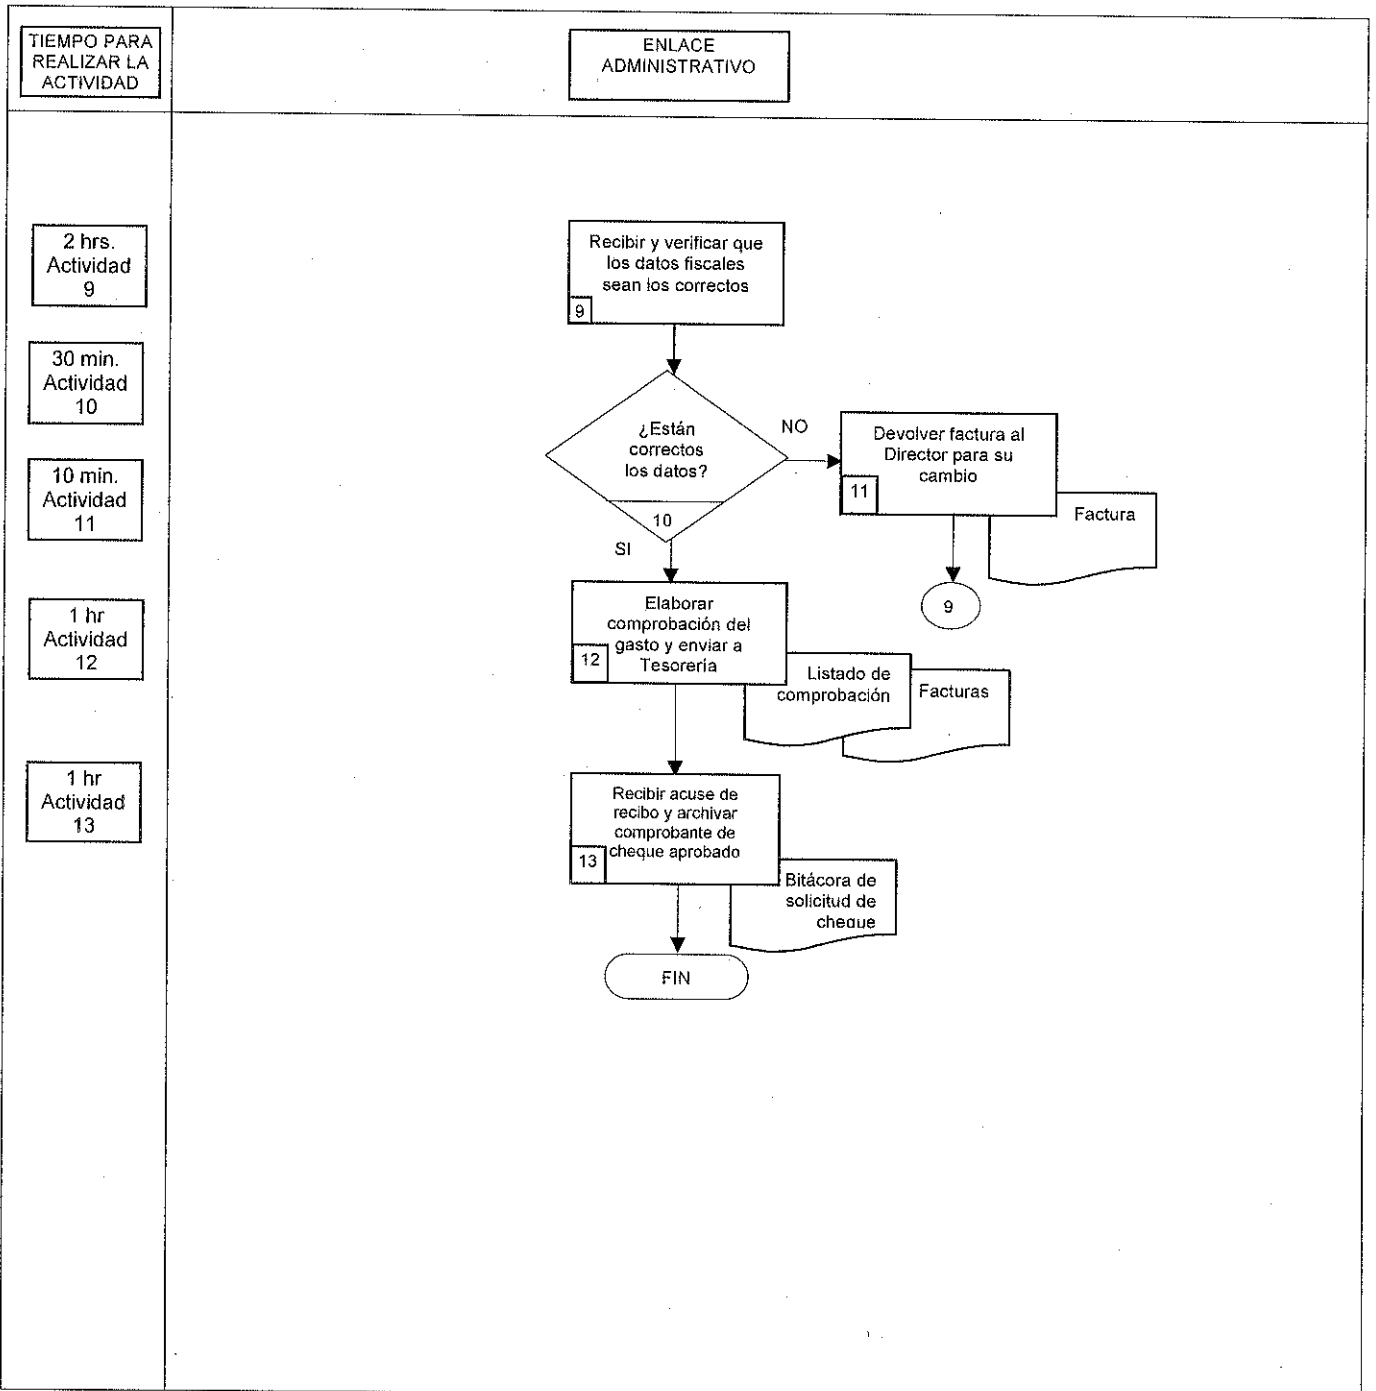 TIEMPO PARA
REALIZAR LA
ACTIVIDAD
ENLACE
ADMINISTRATIVO
2 hrs.
Actividad
9
Recibir y verificar que
los datos fiscales
sean los correctos
9
30 min.
Actividad
10
¿Están
correctos
los datos?
10
NO
Devolver factura al
Director para su
cambio
11
Factura
9
10 min.
Actividad
11
SI
1 hr
Actividad
12
Elaborar
comprobación del
gasto y enviar a
Tesorería
12
Listado de
comprobación
Facturas
1 hr
Actividad
13
Recibir acuse de
recibo y archivar
comprobante de
cheque aprobado
13
Bitácora de
solicitud de
cheque
FIN